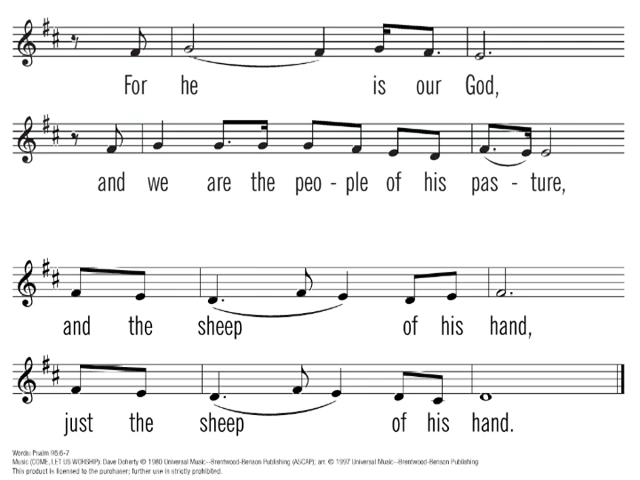 For he is our God,
and we are the peo - ple of his pas - ture,
and the sheep of his hand,
just the sheep of his hand.
Words: Psalm 95:6-7
Music (COME, LET US WORSHIP): Dave Doherty © 1980 Universal Music--Brentwood-Benson Publishing (ASCAP); arr. © 1997 Universal Music--Brentwood-Benson Publishing
This product is licensed to the purchaser; further use is strictly prohibited.